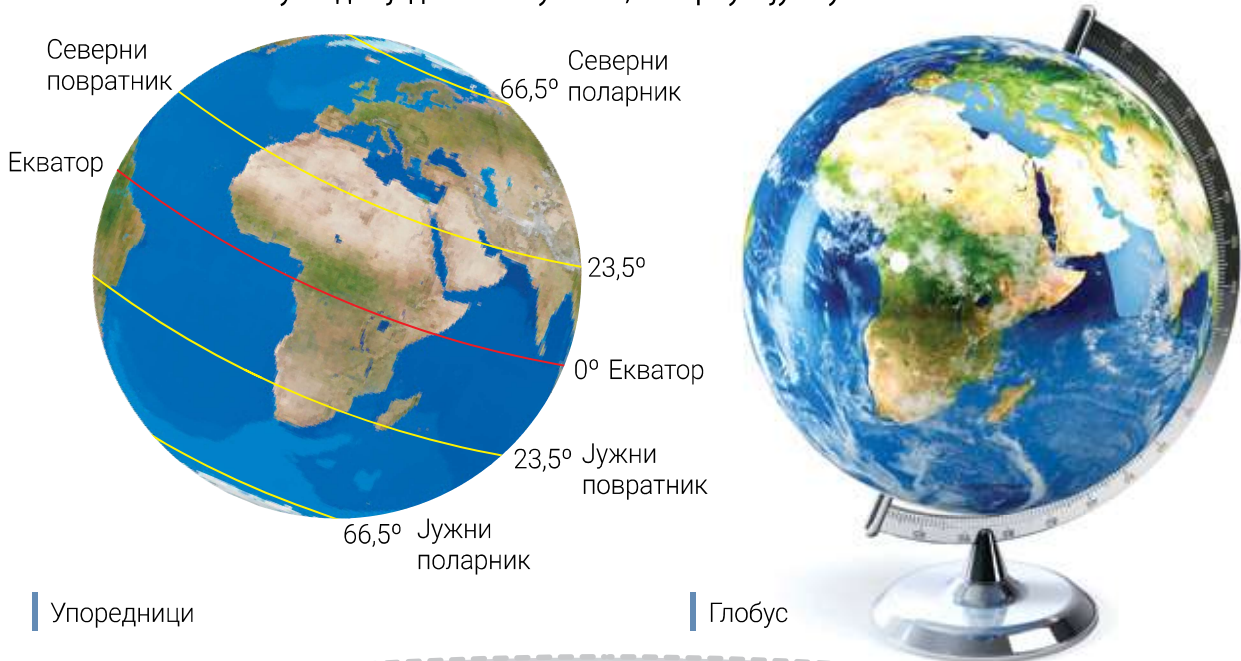 Северни
повратник
Северни
66,5º поларник
Екватор
23,5º
0º Екватор
23,5º Јужни
повратник
66,5º Јужни
поларник
Упоредници
Глобус